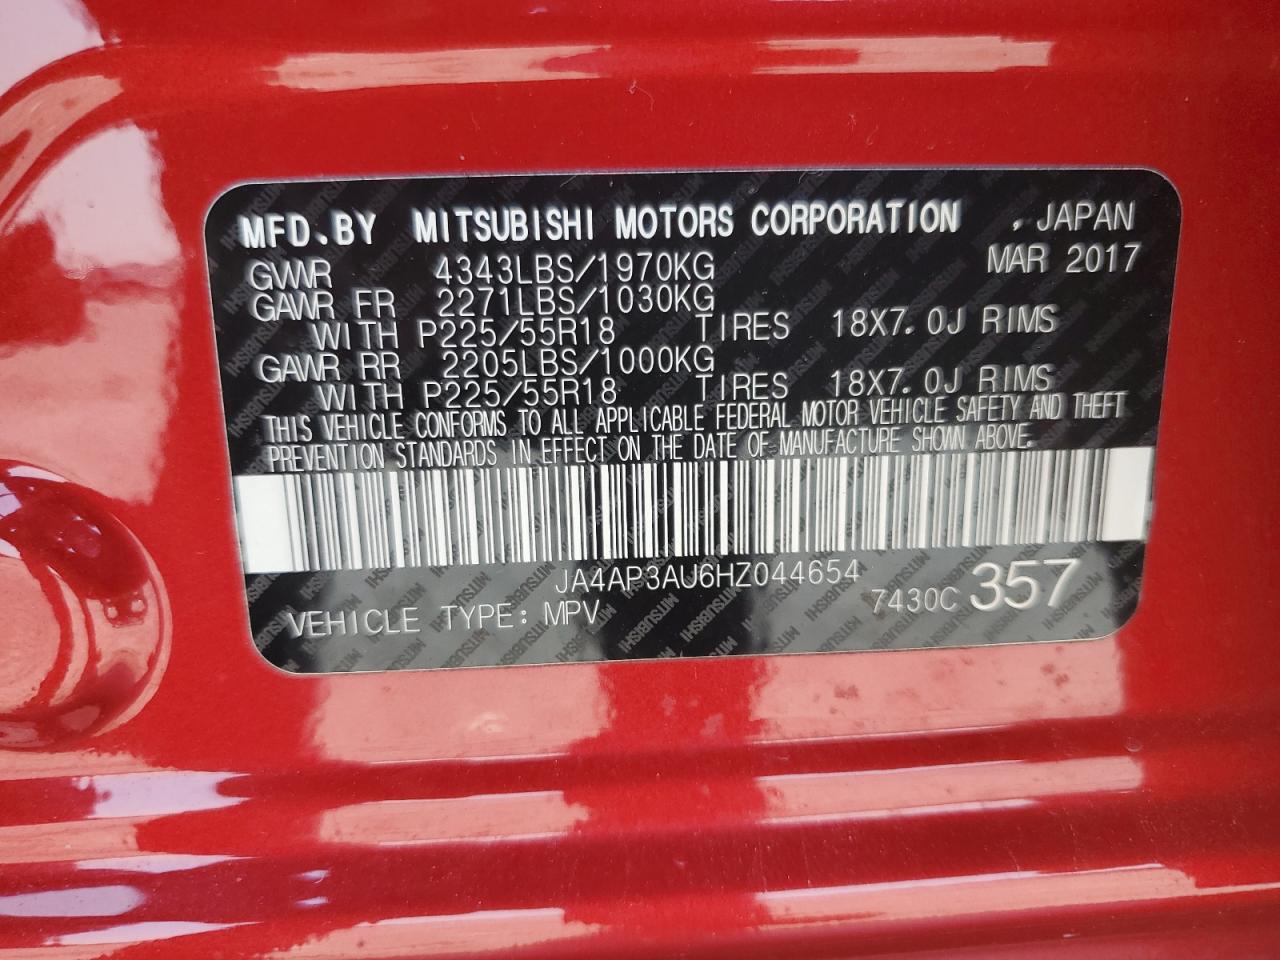 MFD.BY MITSUBISHI MOTORS CORPORATION , JAPAN
GVWR 4343LBS/1970KG MAR 2017
GAWR FR 2271LBS/1030KG
WITH P225/55R18 TIRES 18X7.0J RIMS
GAWR RR 2205LBS/1000KG
WITH P225/55R18 TIRES 18X7.0J RIMS
THIS VEHICLE CONFORMS TO ALL APPLICABLE FEDERAL MOTOR VEHICLE SAFETY AND THEFT
PREVENTION STANDARDS IN EFFECT ON THE DATE OF MANUFACTURE SHOWN ABOVE.
JA4AP3AU6HZ044654
VEHICLE TYPE: MPV 7430C 357